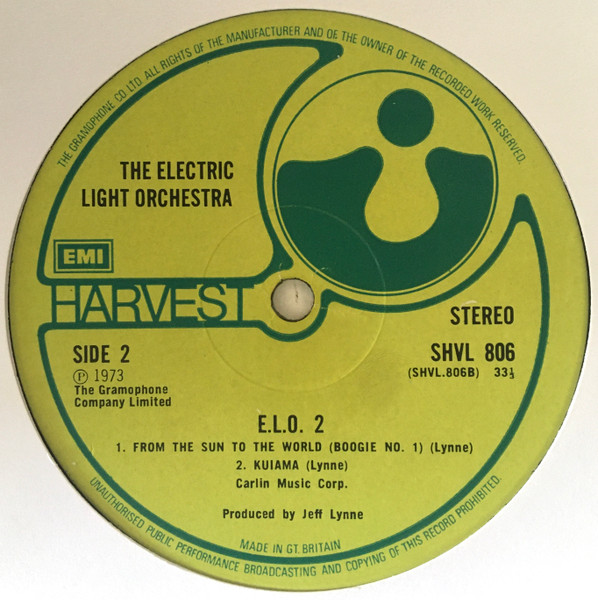 THE GRAMOPHONE CO LTD. ALL RIGHTS OF THE MANUFACTURER AND OF THE OWNER OF THE RECORDED WORK RESERVED.
THE ELECTRIC
LIGHT ORCHESTRA
EMI
HARVEST
STEREO
SIDE 2
SHVL 806
Ⓟ 1973
(SHVL.806B) 33⅓
The Gramophone
Company Limited
E.L.O. 2
1. FROM THE SUN TO THE WORLD (BOOGIE NO. 1) (Lynne)
2. KUIAMA (Lynne)
Carlin Music Corp.
Produced by Jeff Lynne
MADE IN GT. BRITAIN
UNAUTHORISED PUBLIC PERFORMANCE BROADCASTING AND COPYING OF THIS RECORD PROHIBITED.